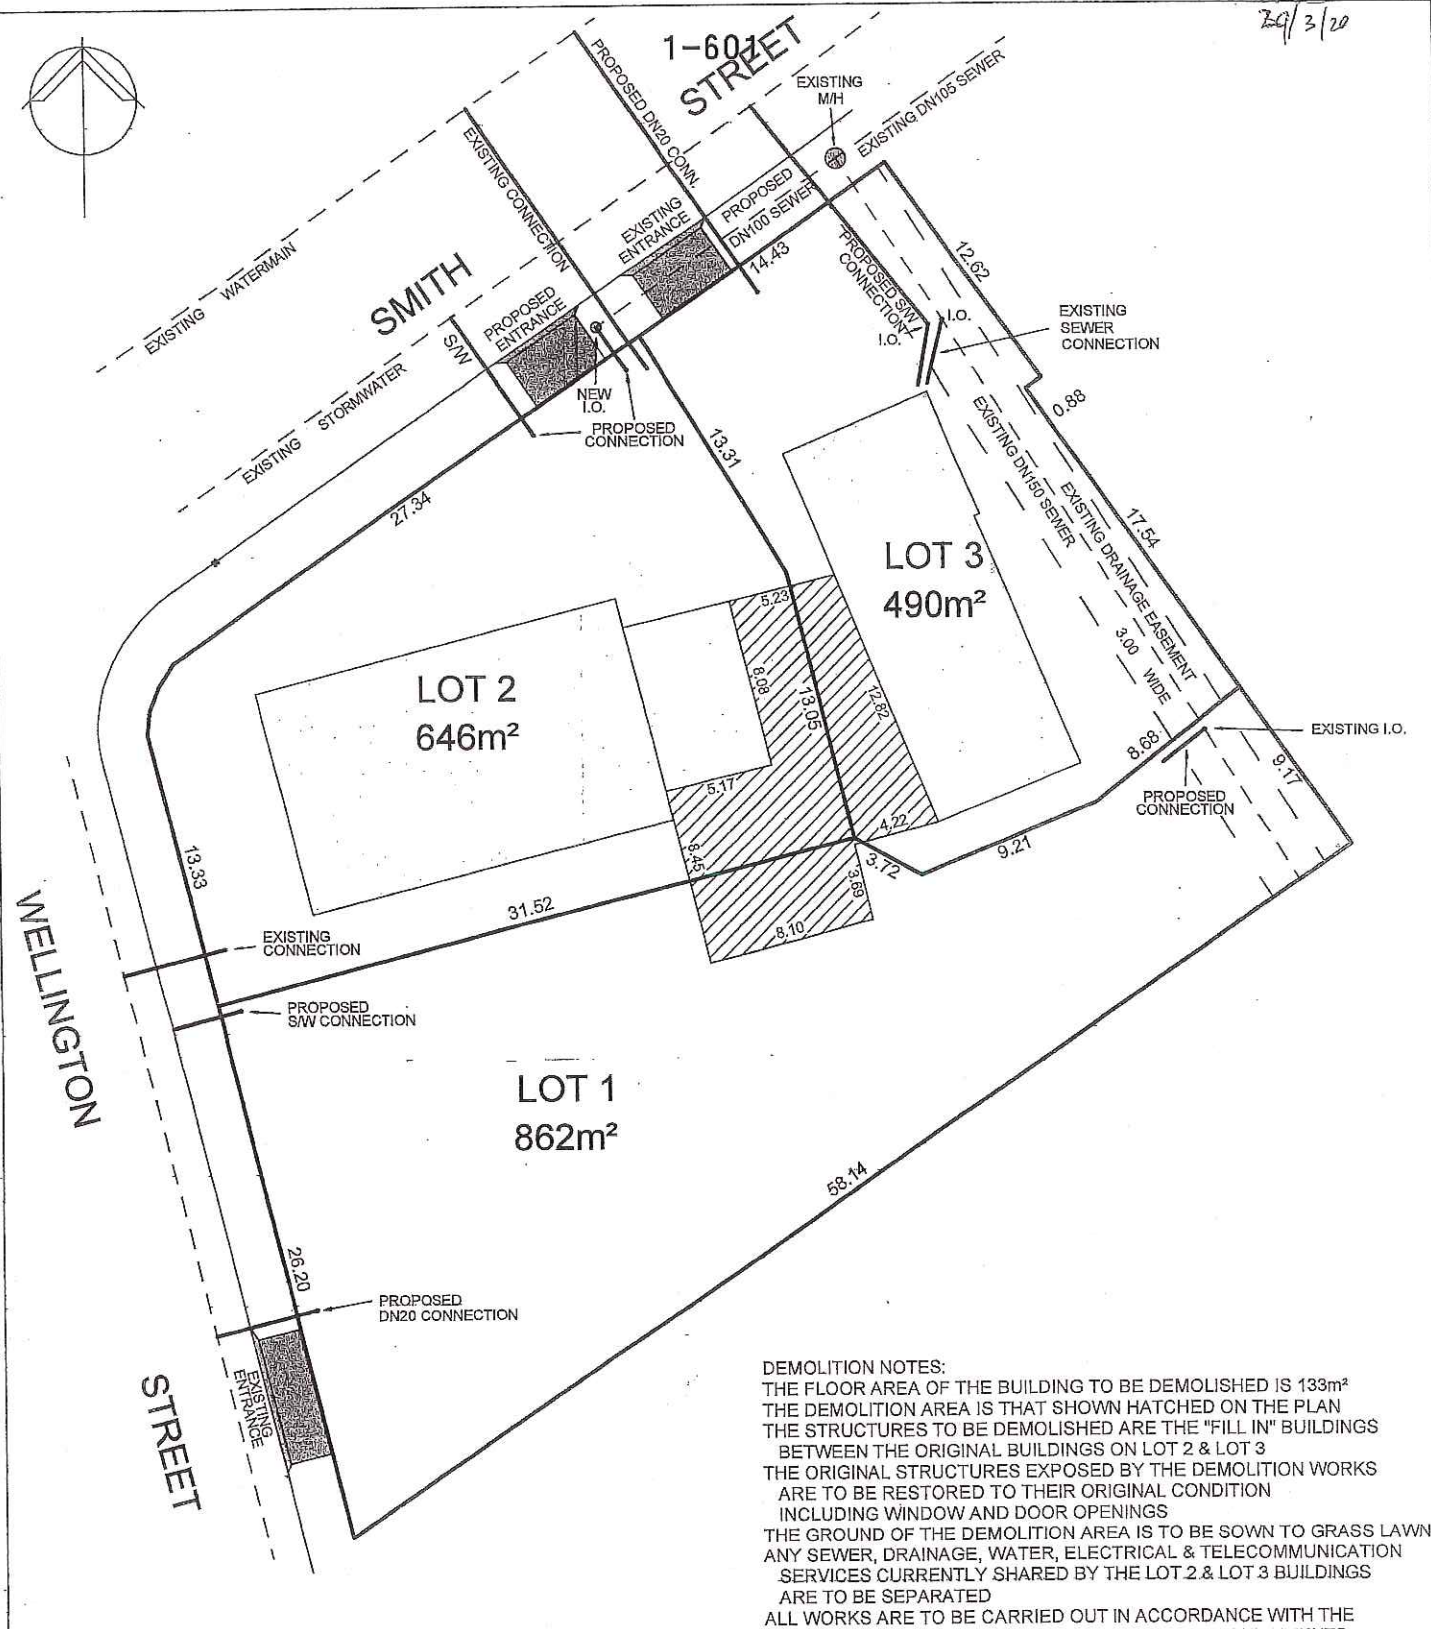 29/3/20
1-601
SMITH STREET
EXISTING WATERMAIN
EXISTING STORMWATER
EXISTING CONNECTION
PROPOSED DN20 CONN.
EXISTING
M/H
EXISTING DN105 SEWER
PROPOSED
DN100 SEWER
EXISTING
ENTRANCE
PROPOSED
ENTRANCE
S/W
14.43
12.62
PROPOSED S/W
CONNECTION
I.O.
I.O.
EXISTING
SEWER
CONNECTION
NEW
I.O.
PROPOSED
CONNECTION
0.88
13.31
27.34
EXISTING DN150 SEWER
EXISTING DRAINAGE EASEMENT
3.00 WIDE
17.54
LOT 3
490m²
5.23
8.08
13.05
12.82
LOT 2
646m²
5.17
8.45
4.22
3.72
3.69
8.10
9.21
8.68
9.17
EXISTING I.O.
PROPOSED
CONNECTION
13.33
31.52
EXISTING
CONNECTION
PROPOSED
S/W CONNECTION
WELLINGTON STREET
LOT 1
862m²
58.14
26.20
PROPOSED
DN20 CONNECTION
EXISTING
ENTRANCE
DEMOLITION NOTES:
THE FLOOR AREA OF THE BUILDING TO BE DEMOLISHED IS 133m²
THE DEMOLITION AREA IS THAT SHOWN HATCHED ON THE PLAN
THE STRUCTURES TO BE DEMOLISHED ARE THE "FILL IN" BUILDINGS
BETWEEN THE ORIGINAL BUILDINGS ON LOT 2 & LOT 3
THE ORIGINAL STRUCTURES EXPOSED BY THE DEMOLITION WORKS
ARE TO BE RESTORED TO THEIR ORIGINAL CONDITION
INCLUDING WINDOW AND DOOR OPENINGS
THE GROUND OF THE DEMOLITION AREA IS TO BE SOWN TO GRASS LAWN
ANY SEWER, DRAINAGE, WATER, ELECTRICAL & TELECOMMUNICATION
SERVICES CURRENTLY SHARED BY THE LOT 2 & LOT 3 BUILDINGS
ARE TO BE SEPARATED
ALL WORKS ARE TO BE CARRIED OUT IN ACCORDANCE WITH THE